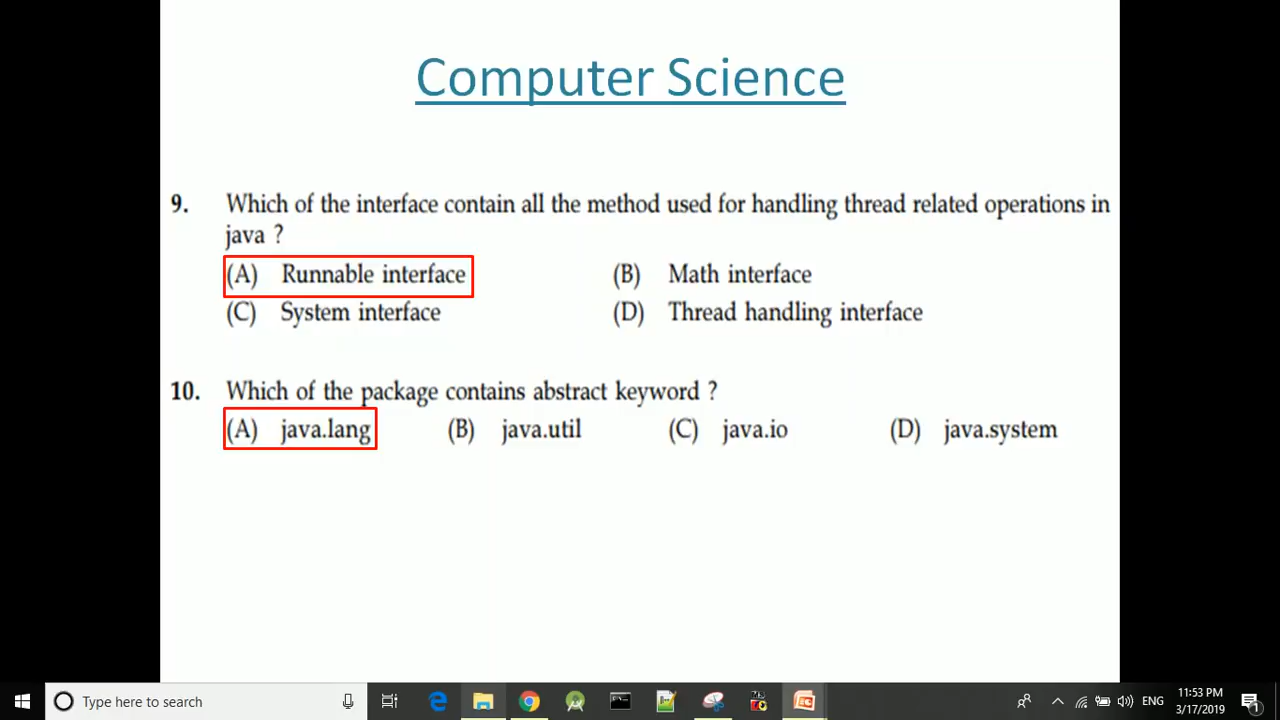 Computer Science
9. Which of the interface contain all the method used for handling thread related operations in
java ?
(A) Runnable interface (B) Math interface
(C) System interface (D) Thread handling interface
10. Which of the package contains abstract keyword ?
(A) java.lang (B) java.util (C) java.io (D) java.system
Type here to search ENG 11:53 PM
3/17/2019 1